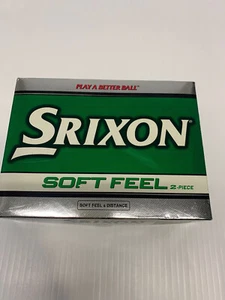 PLAY A BETTER BALL
SRIXON
SOFT FEEL 2-PIECE
SOFT FEEL & DISTANCE